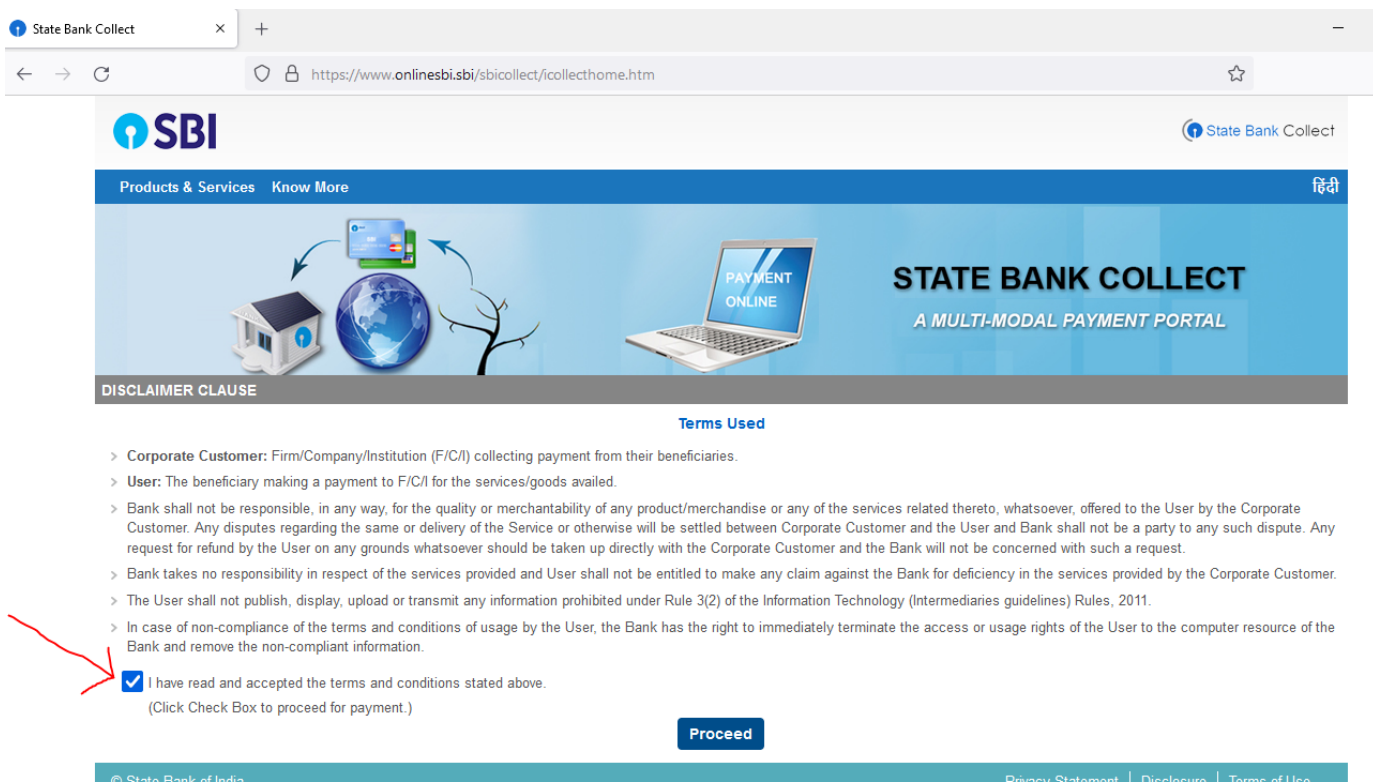 State Bank Collect
https://www.onlinesbi.sbi/sbicollect/icollecthome.htm
SBI
State Bank Collect
Products & Services Know More हिंदी
PAYMENT
ONLINE
STATE BANK COLLECT
A MULTI-MODAL PAYMENT PORTAL
DISCLAIMER CLAUSE
Terms Used
Corporate Customer: Firm/Company/Institution (F/C/I) collecting payment from their beneficiaries.
User: The beneficiary making a payment to F/C/I for the services/goods availed.
Bank shall not be responsible, in any way, for the quality or merchantability of any product/merchandise or any of the services related thereto, whatsoever, offered to the User by the Corporate
Customer. Any disputes regarding the same or delivery of the Service or otherwise will be settled between Corporate Customer and the User and Bank shall not be a party to any such dispute. Any
request for refund by the User on any grounds whatsoever should be taken up directly with the Corporate Customer and the Bank will not be concerned with such a request.
Bank takes no responsibility in respect of the services provided and User shall not be entitled to make any claim against the Bank for deficiency in the services provided by the Corporate Customer.
The User shall not publish, display, upload or transmit any information prohibited under Rule 3(2) of the Information Technology (Intermediaries guidelines) Rules, 2011.
In case of non-compliance of the terms and conditions of usage by the User, the Bank has the right to immediately terminate the access or usage rights of the User to the computer resource of the
Bank and remove the non-compliant information.
I have read and accepted the terms and conditions stated above.
(Click Check Box to proceed for payment.)
Proceed
© State Bank of India Privacy Statement | Disclosure | Terms of Use